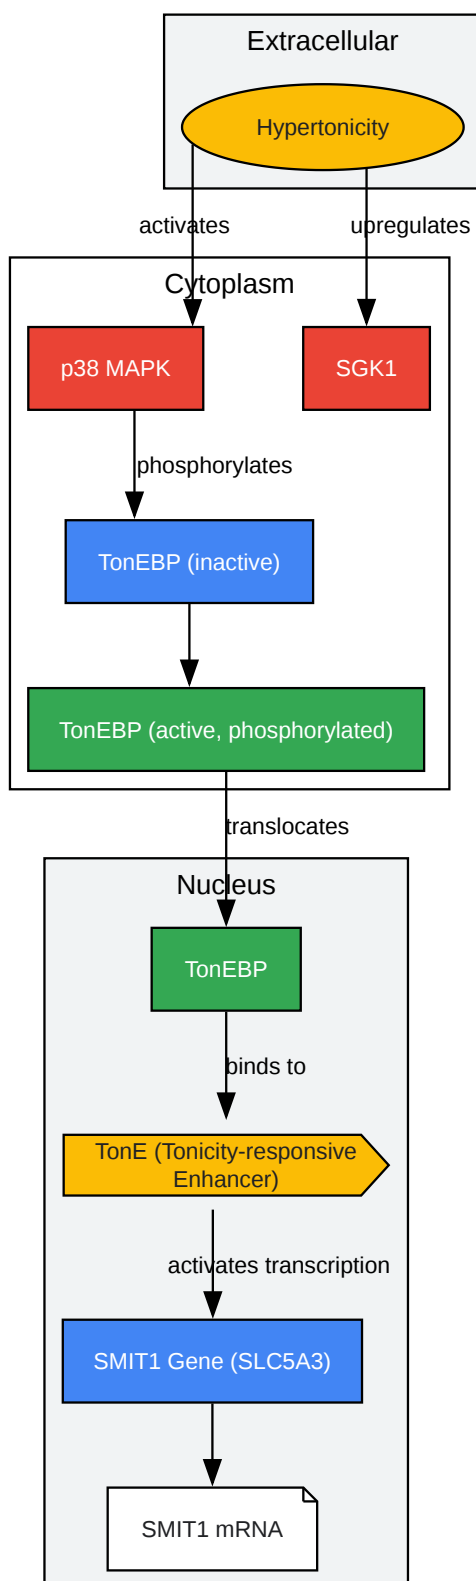 Extracellular
Hypertonicity
activates
upregulates
Cytoplasm
p38 MAPK
SGK1
phosphorylates
TonEBP (inactive)
TonEBP (active, phosphorylated)
translocates
Nucleus
TonEBP
binds to
TonE (Tonicity-responsive
Enhancer)
activates transcription
SMIT1 Gene (SLC5A3)
SMIT1 mRNA